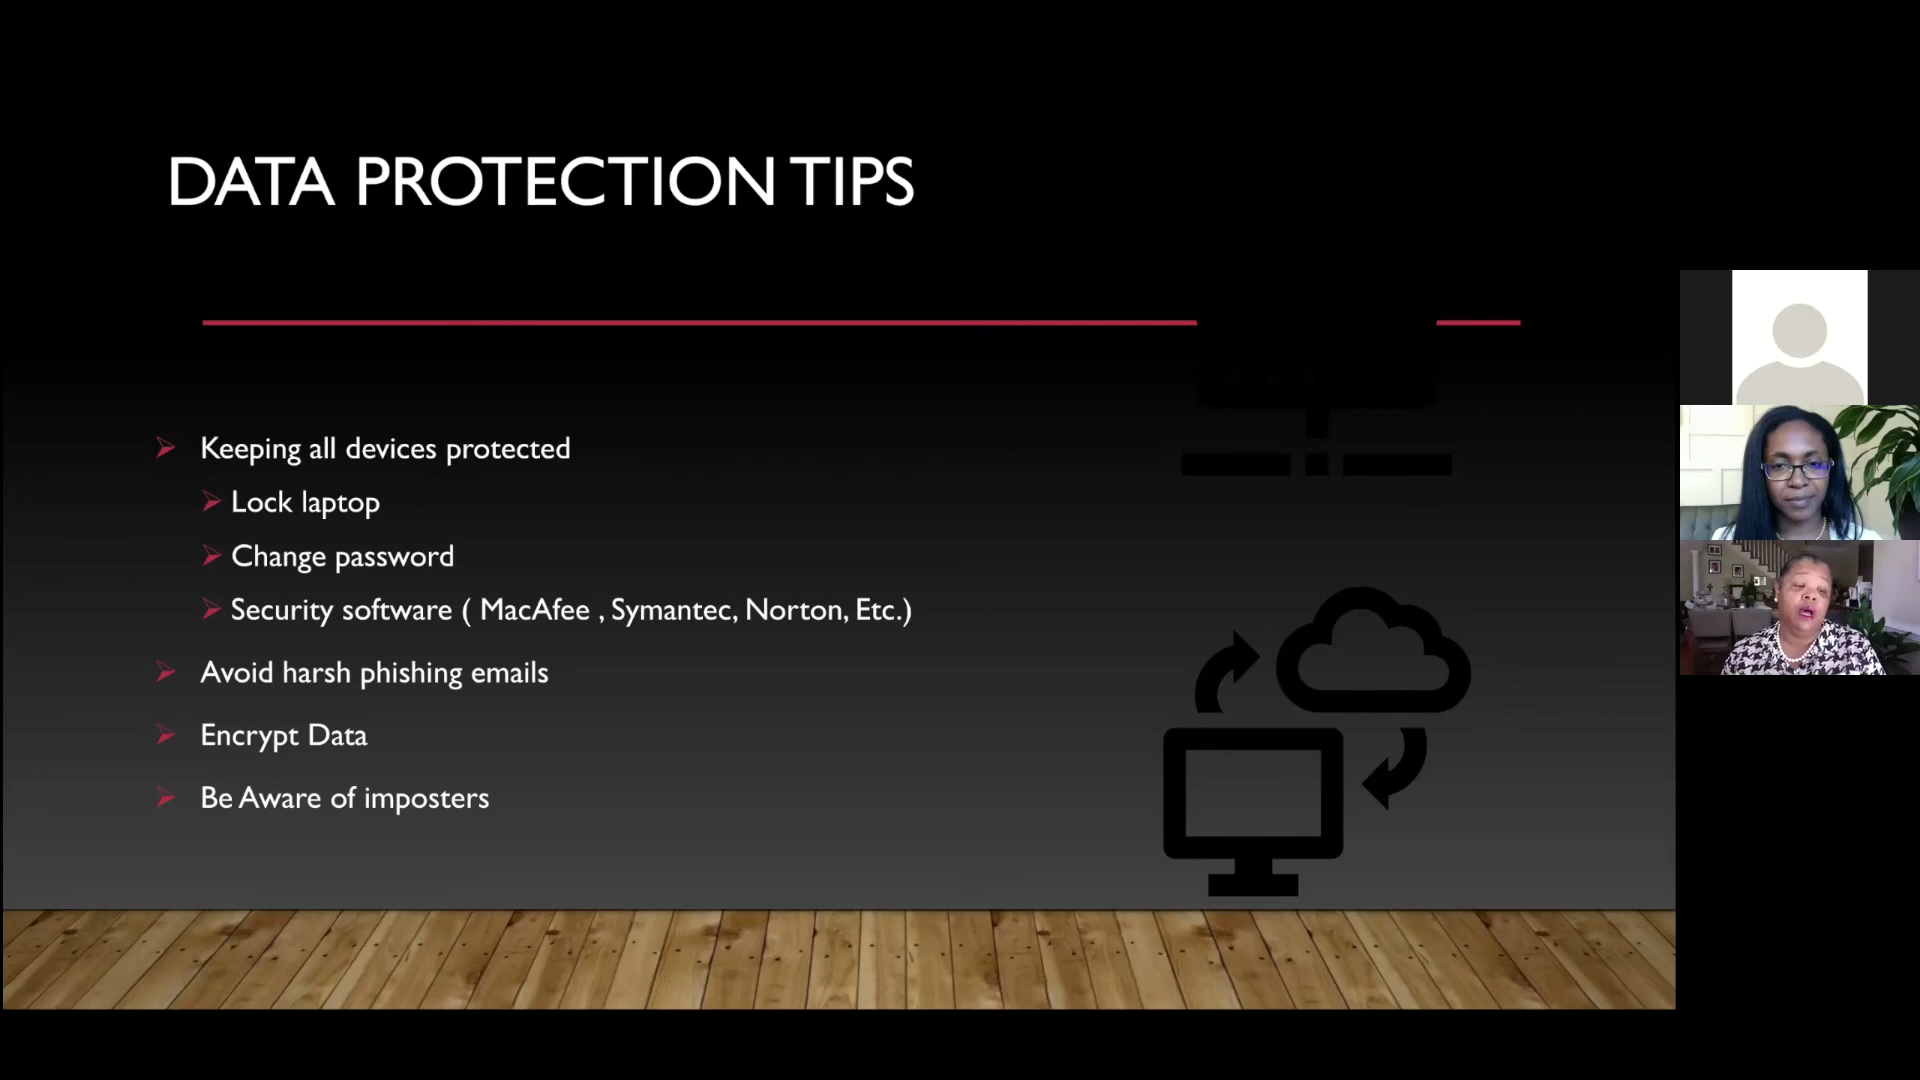 DATA PROTECTION TIPS
Keeping all devices protected
Lock laptop
Change password
Security software ( MacAfee , Symantec, Norton, Etc.)
Avoid harsh phishing emails
Encrypt Data
Be Aware of imposters